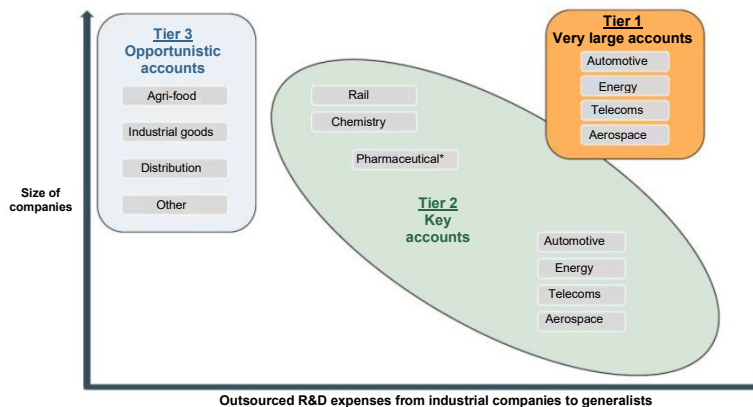 Tier 3
Opportunistic
accounts
Agri-food
Industrial goods
Distribution
Other
Tier 1
Very large accounts
Automotive
Energy
Telecoms
Aerospace
Rail
Chemistry
Pharmaceutical*
Tier 2
Key
accounts
Automotive
Energy
Telecoms
Aerospace
Size of
companies
Outsourced R&D expenses from industrial companies to generalists